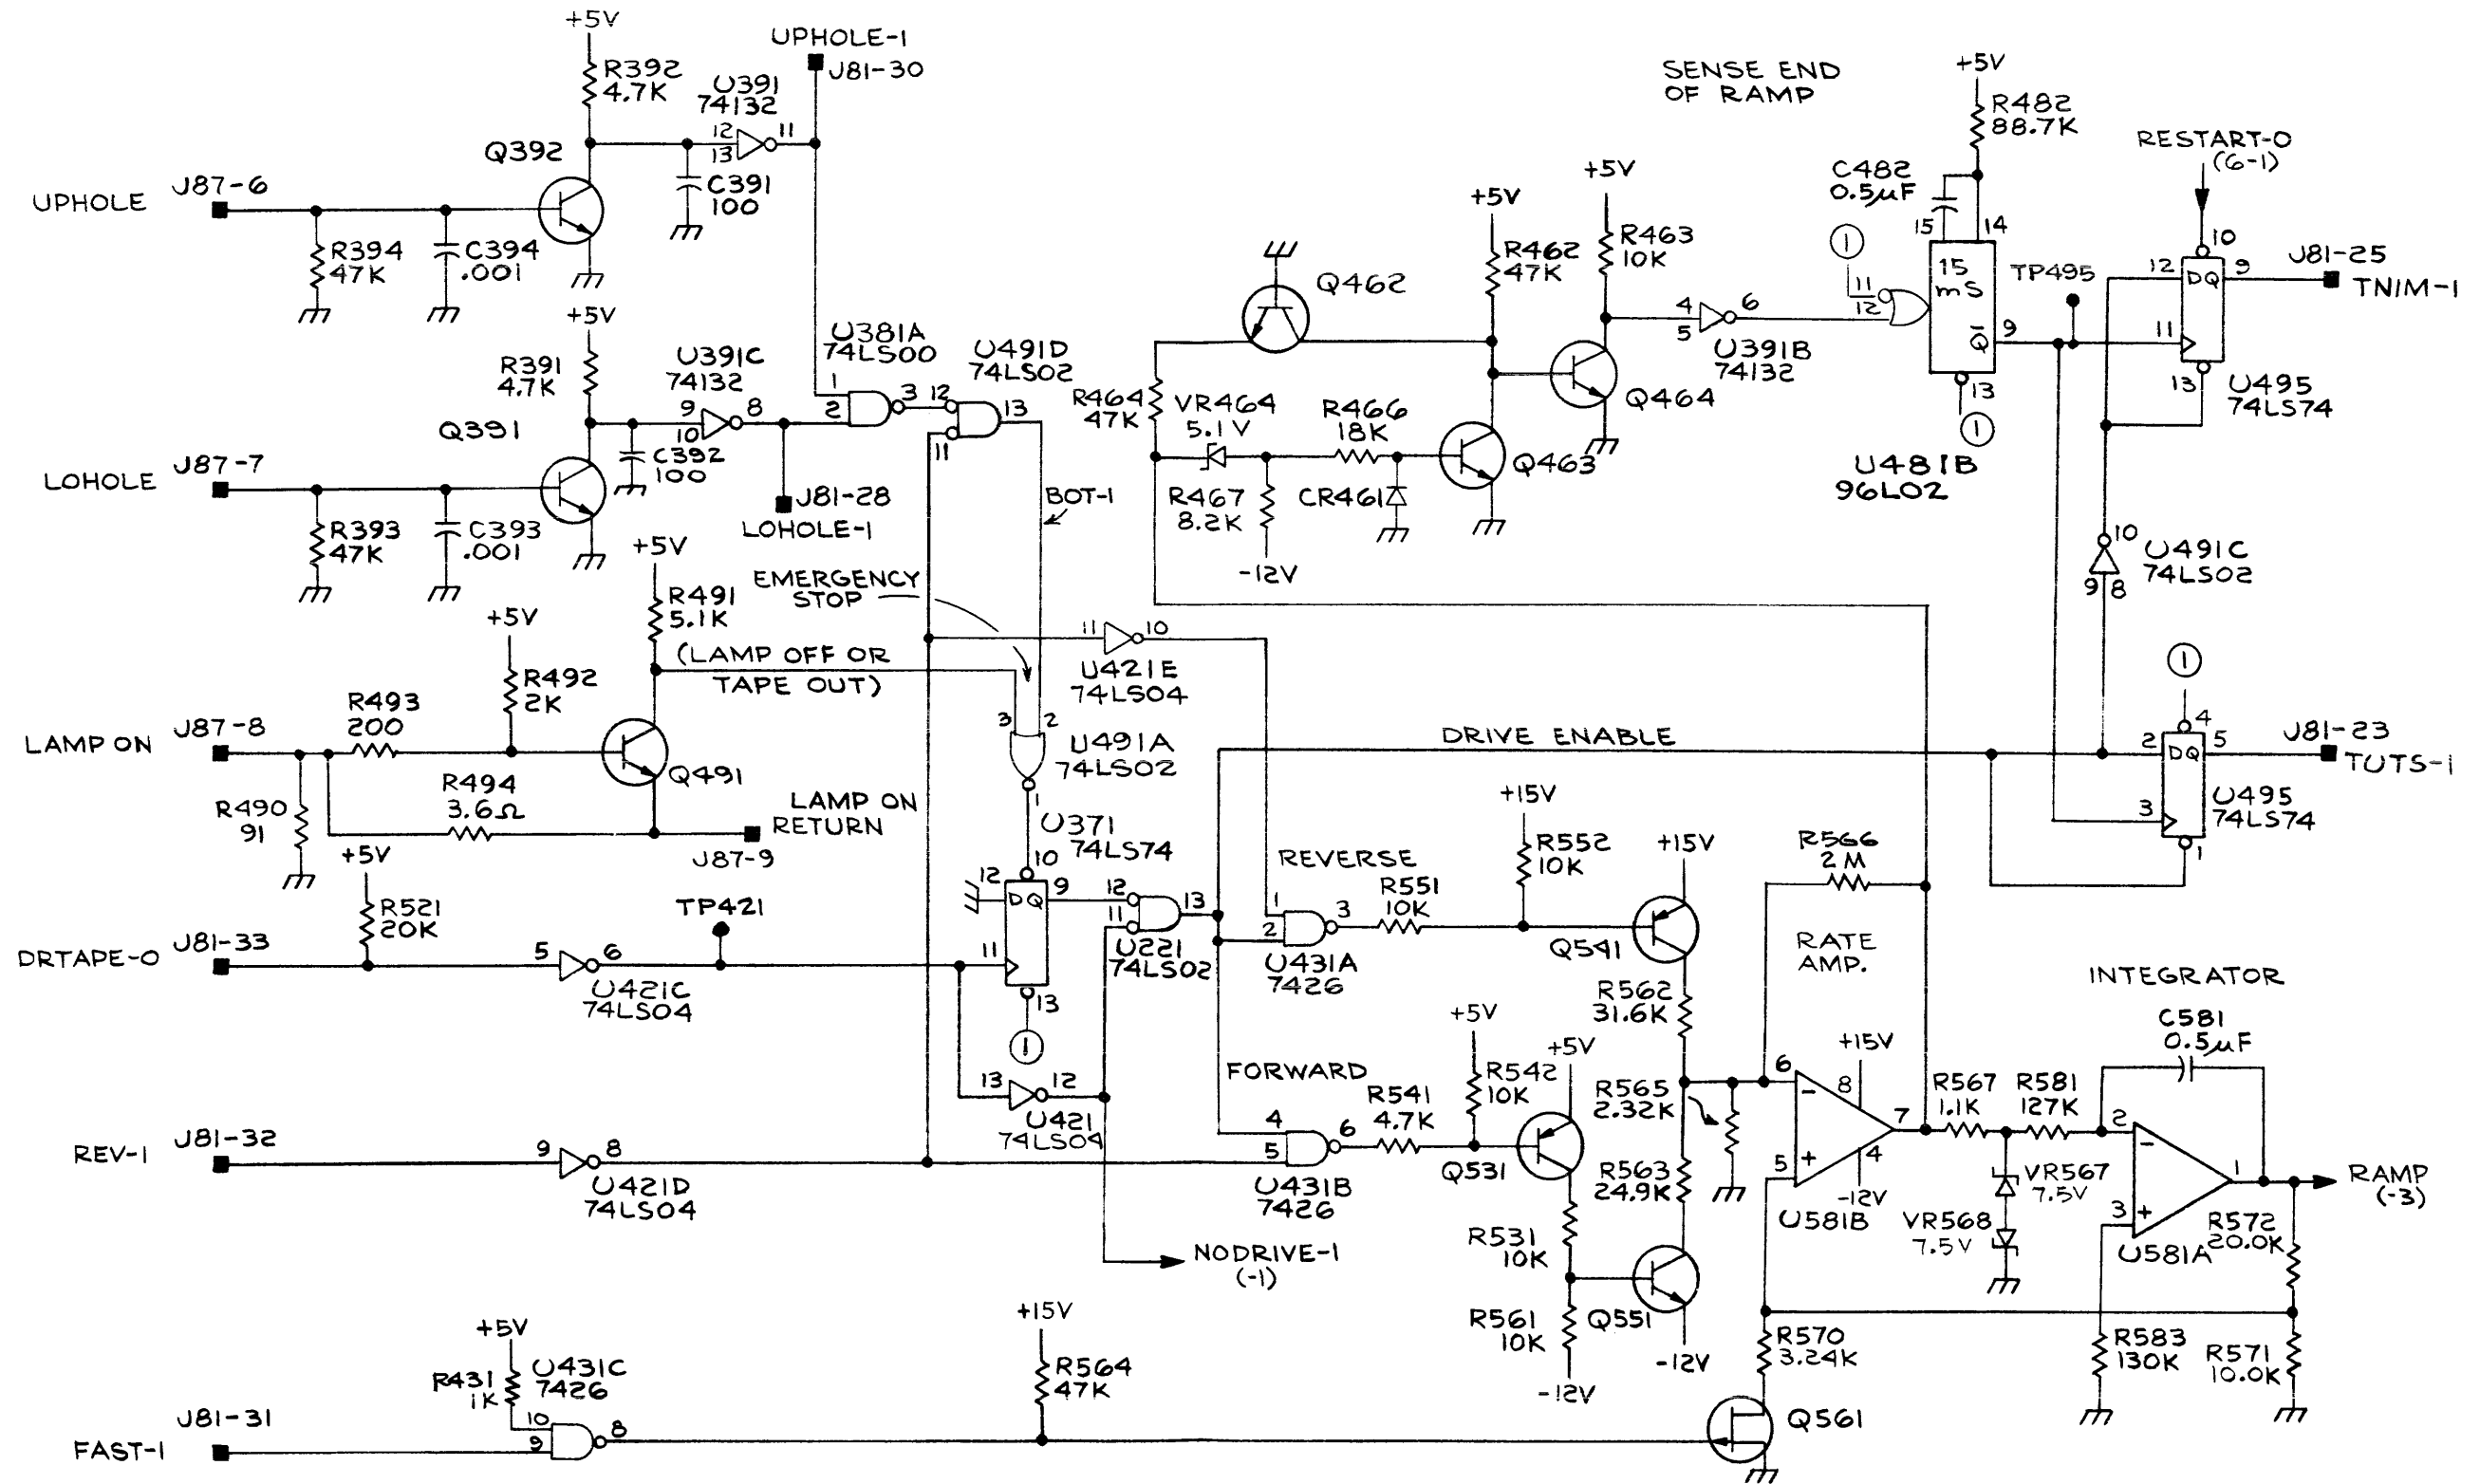 +5V
R392
4.7K
UPHOLE-1
J81-30
U391
74132
12
13
11
Q392
C391
100
UPHOLE
J87-6
R394
47K
C394
.001
+5V
R391
4.7K
U391C
74132
9
10
8
Q391
C392
100
LOHOLE
J87-7
R393
47K
C393
.001
J81-28
LOHOLE-1
U381A
74LS00
1
2
3
U491D
74LS02
12
11
13
BOT-1
EMERGENCY
STOP
+5V
R491
5.1K
(LAMP OFF OR
TAPE OUT)
+5V
R492
2K
R493
200
LAMP ON
J87-8
Q491
R494
3.6Ω
R490
91
LAMP ON
RETURN
J87-9
3
2
U491A
74LS02
1
U371
74LS74
10
12
D Q
9
11
13
1
+5V
R521
20K
DRTAPE-0
J81-33
5
6
U421C
74LS04
TP421
13
12
U421
74LS04
12
11
13
U221
74LS02
REV-1
J81-32
9
8
U421D
74LS04
NODRIVE-1
(-1)
+5V
R431
1K
U431C
7426
10
9
8
FAST-1
J81-31
+15V
R564
47K
11
10
U421E
74LS04
DRIVE ENABLE
REVERSE
1
2
3
U431A
7426
R551
10K
+15V
R552
10K
+15V
Q541
R562
31.6K
FORWARD
4
5
6
U431B
7426
R541
4.7K
+5V
R542
10K
+5V
Q531
R531
10K
R561
10K
-12V
Q551
-12V
R565
2.32K
R563
24.9K
R566
2M
RATE
AMP.
+15V
6
8
-
+
5
4
7
-12V
U581B
R567
1.1K
R581
127K
VR567
7.5V
VR568
7.5V
INTEGRATOR
C581
0.5µF
2
-
3
+
1
U581A
R572
20.0K
RAMP
(-3)
R583
130K
R571
10.0K
R570
3.24K
Q561
SENSE END
OF RAMP
+5V
R482
88.7K
C482
0.5µF
15
14
1
11
12
15
mS
Q̄
9
13
1
U481B
96L02
+5V
R462
47K
+5V
R463
10K
Q462
4
5
6
U391B
74132
Q464
R464
47K
VR464
5.1V
R466
18K
Q463
R467
8.2K
CR461
-12V
RESTART-0
(6-1)
10
TP495
12
DQ
9
11
13
J81-25
TNIM-1
U495
74LS74
10
U491C
74LS02
9
8
1
4
2
DQ
5
3
1
J81-23
TUTS-1
U495
74LS74